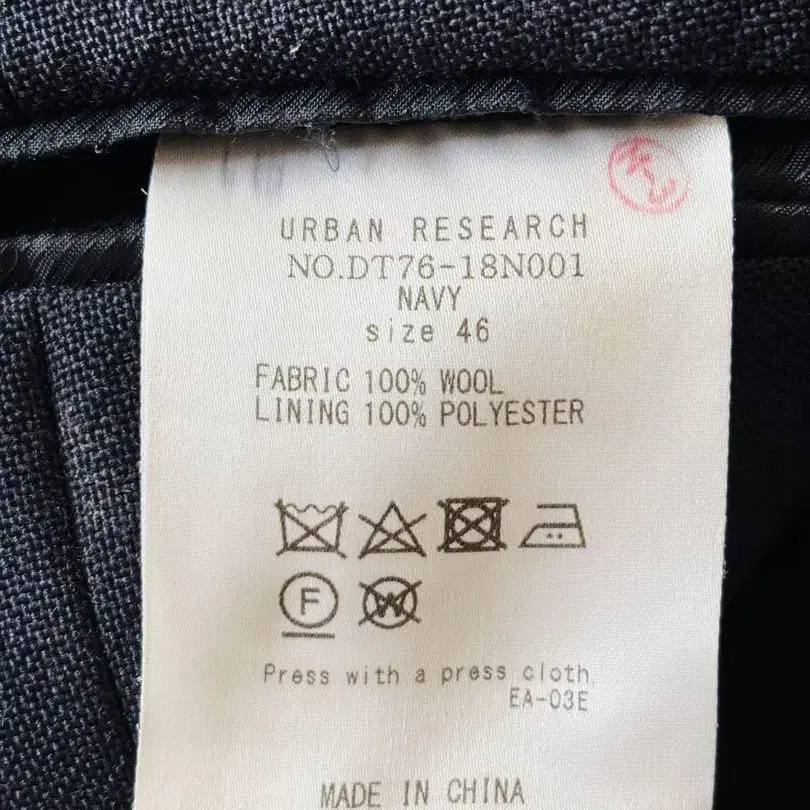 URBAN RESEARCH
NO.DT76-18N001
NAVY
size 46
FABRIC 100% WOOL
LINING 100% POLYESTER
F W
Press with a press cloth.
EA-03E
MADE IN CHINA